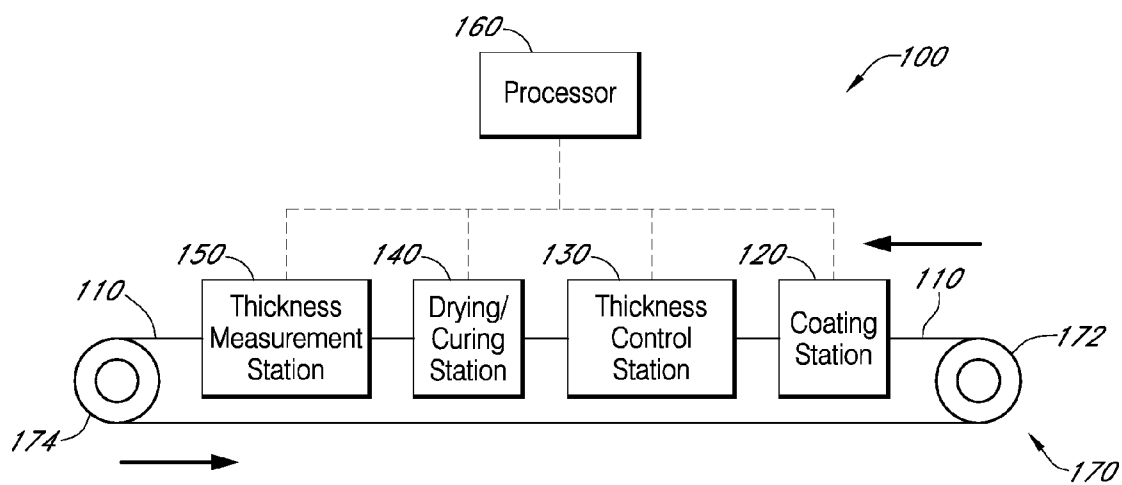 160
100
Processor
150
140
130
120
110
Thickness
Measurement
Station
Drying/
Curing
Station
Thickness
Control
Station
Coating
Station
110
172
174
170